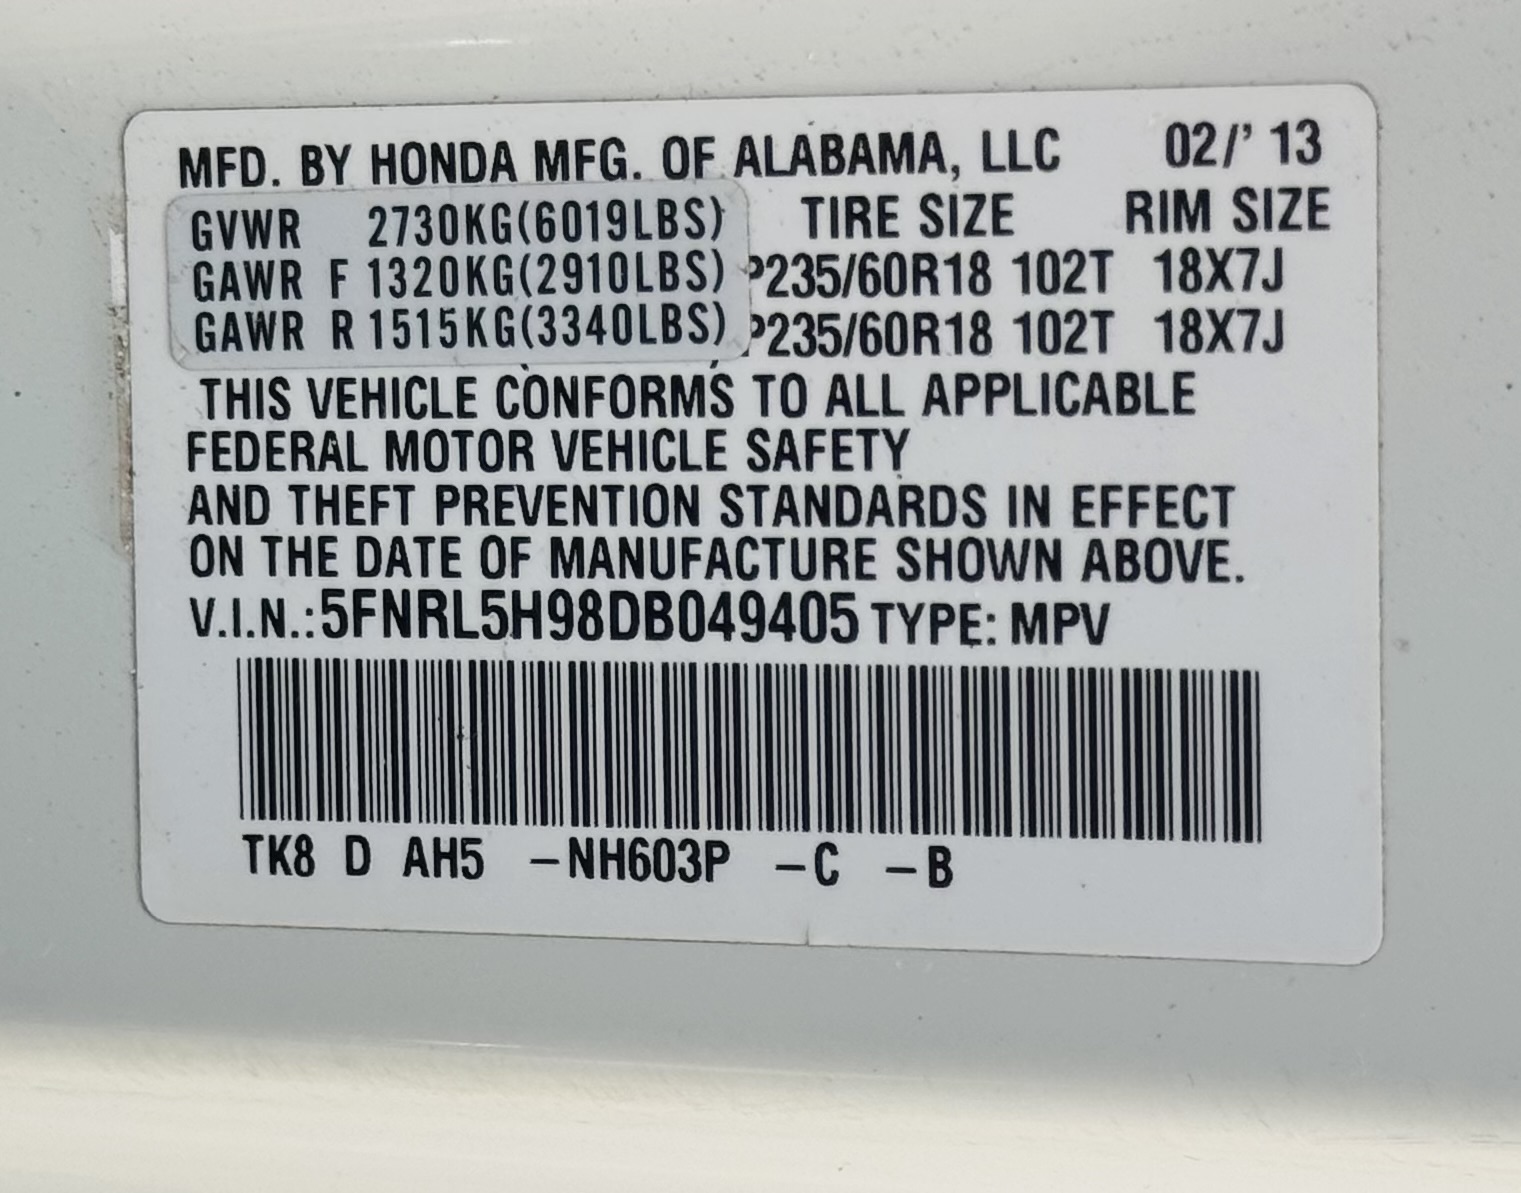 MFD. BY HONDA MFG. OF ALABAMA, LLC 02/' 13
GVWR 2730KG(6019LBS) TIRE SIZE RIM SIZE
GAWR F 1320KG(2910LBS) P235/60R18 102T 18X7J
GAWR R 1515KG(3340LBS) P235/60R18 102T 18X7J
THIS VEHICLE CONFORMS TO ALL APPLICABLE
FEDERAL MOTOR VEHICLE SAFETY
AND THEFT PREVENTION STANDARDS IN EFFECT
ON THE DATE OF MANUFACTURE SHOWN ABOVE.
V.I.N.:5FNRL5H98DB049405 TYPE: MPV
TK8 D AH5 –NH603P –C –B